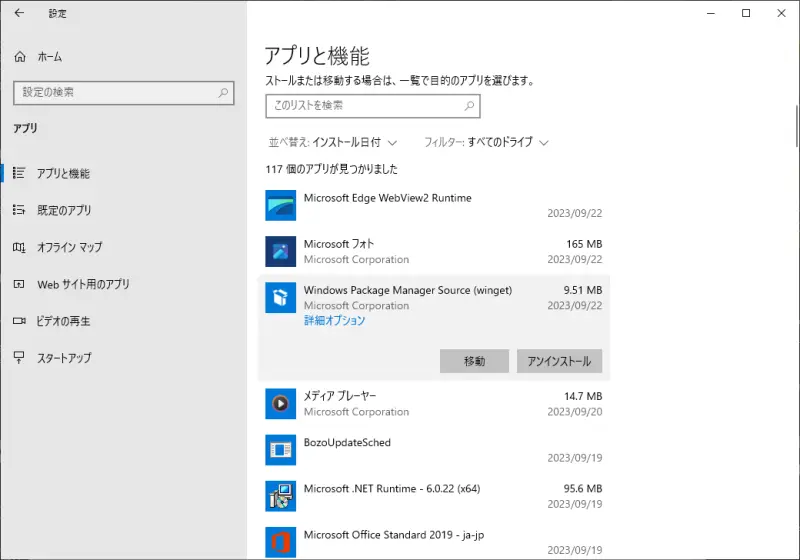 設定
ホーム
設定の検索
アプリ
アプリと機能
既定のアプリ
オフライン マップ
Web サイト用のアプリ
ビデオの再生
スタートアップ
アプリと機能
ストールまたは移動する場合は、一覧で目的のアプリを選びます。
このリストを検索
並べ替え: インストール日付 フィルター: すべてのドライブ
117 個のアプリが見つかりました
Microsoft Edge WebView2 Runtime
2023/09/22
Microsoft フォト 165 MB
Microsoft Corporation 2023/09/22
Windows Package Manager Source (winget) 9.51 MB
Microsoft Corporation 2023/09/22
詳細オプション
移動 アンインストール
メディア プレーヤー 14.7 MB
Microsoft Corporation 2023/09/20
BozoUpdateSched
2023/09/19
Microsoft .NET Runtime - 6.0.22 (x64) 95.6 MB
2023/09/19
Microsoft Office Standard 2019 - ja-jp
2023/09/19